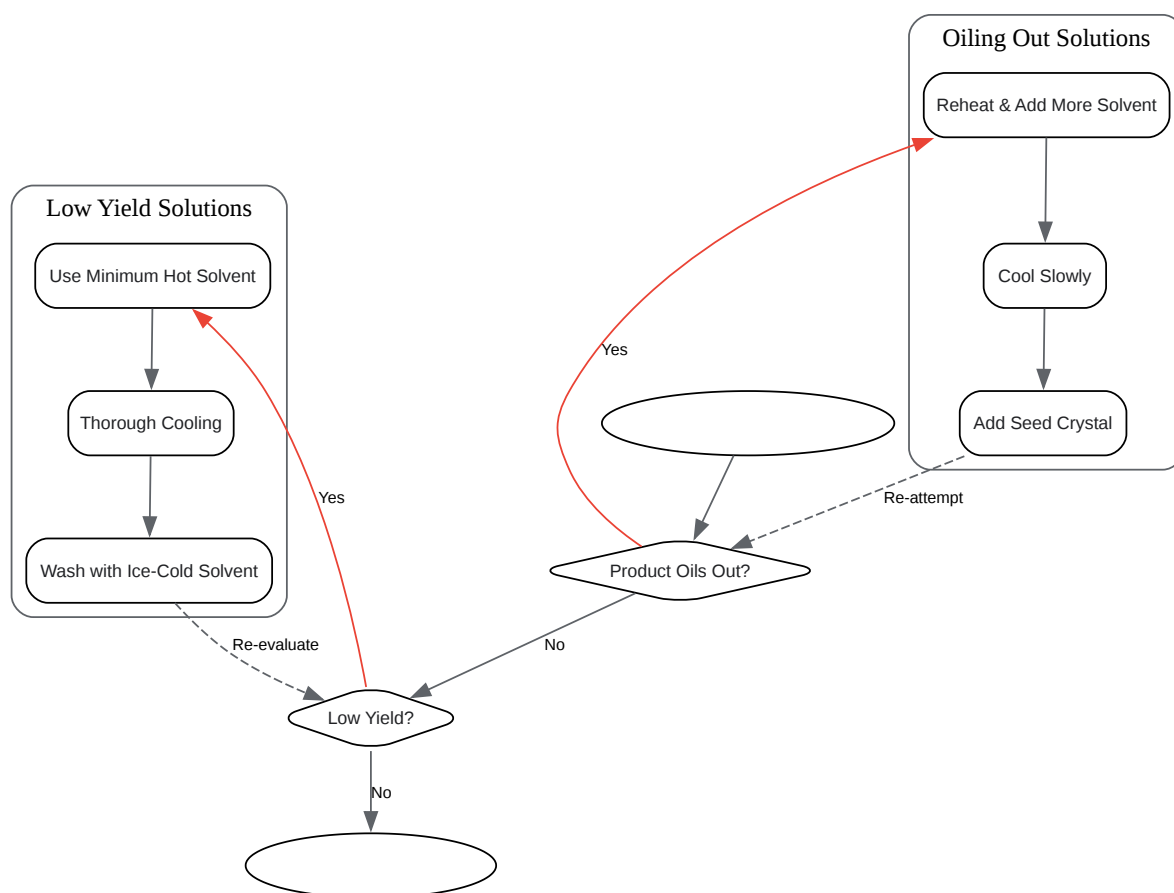 Oiling Out Solutions
Reheat & Add More Solvent
Low Yield Solutions
Use Minimum Hot Solvent
Cool Slowly
Yes
Thorough Cooling
Add Seed Crystal
Yes
Re-attempt
Wash with Ice-Cold Solvent
Product Oils Out?
Re-evaluate
No
Low Yield?
No